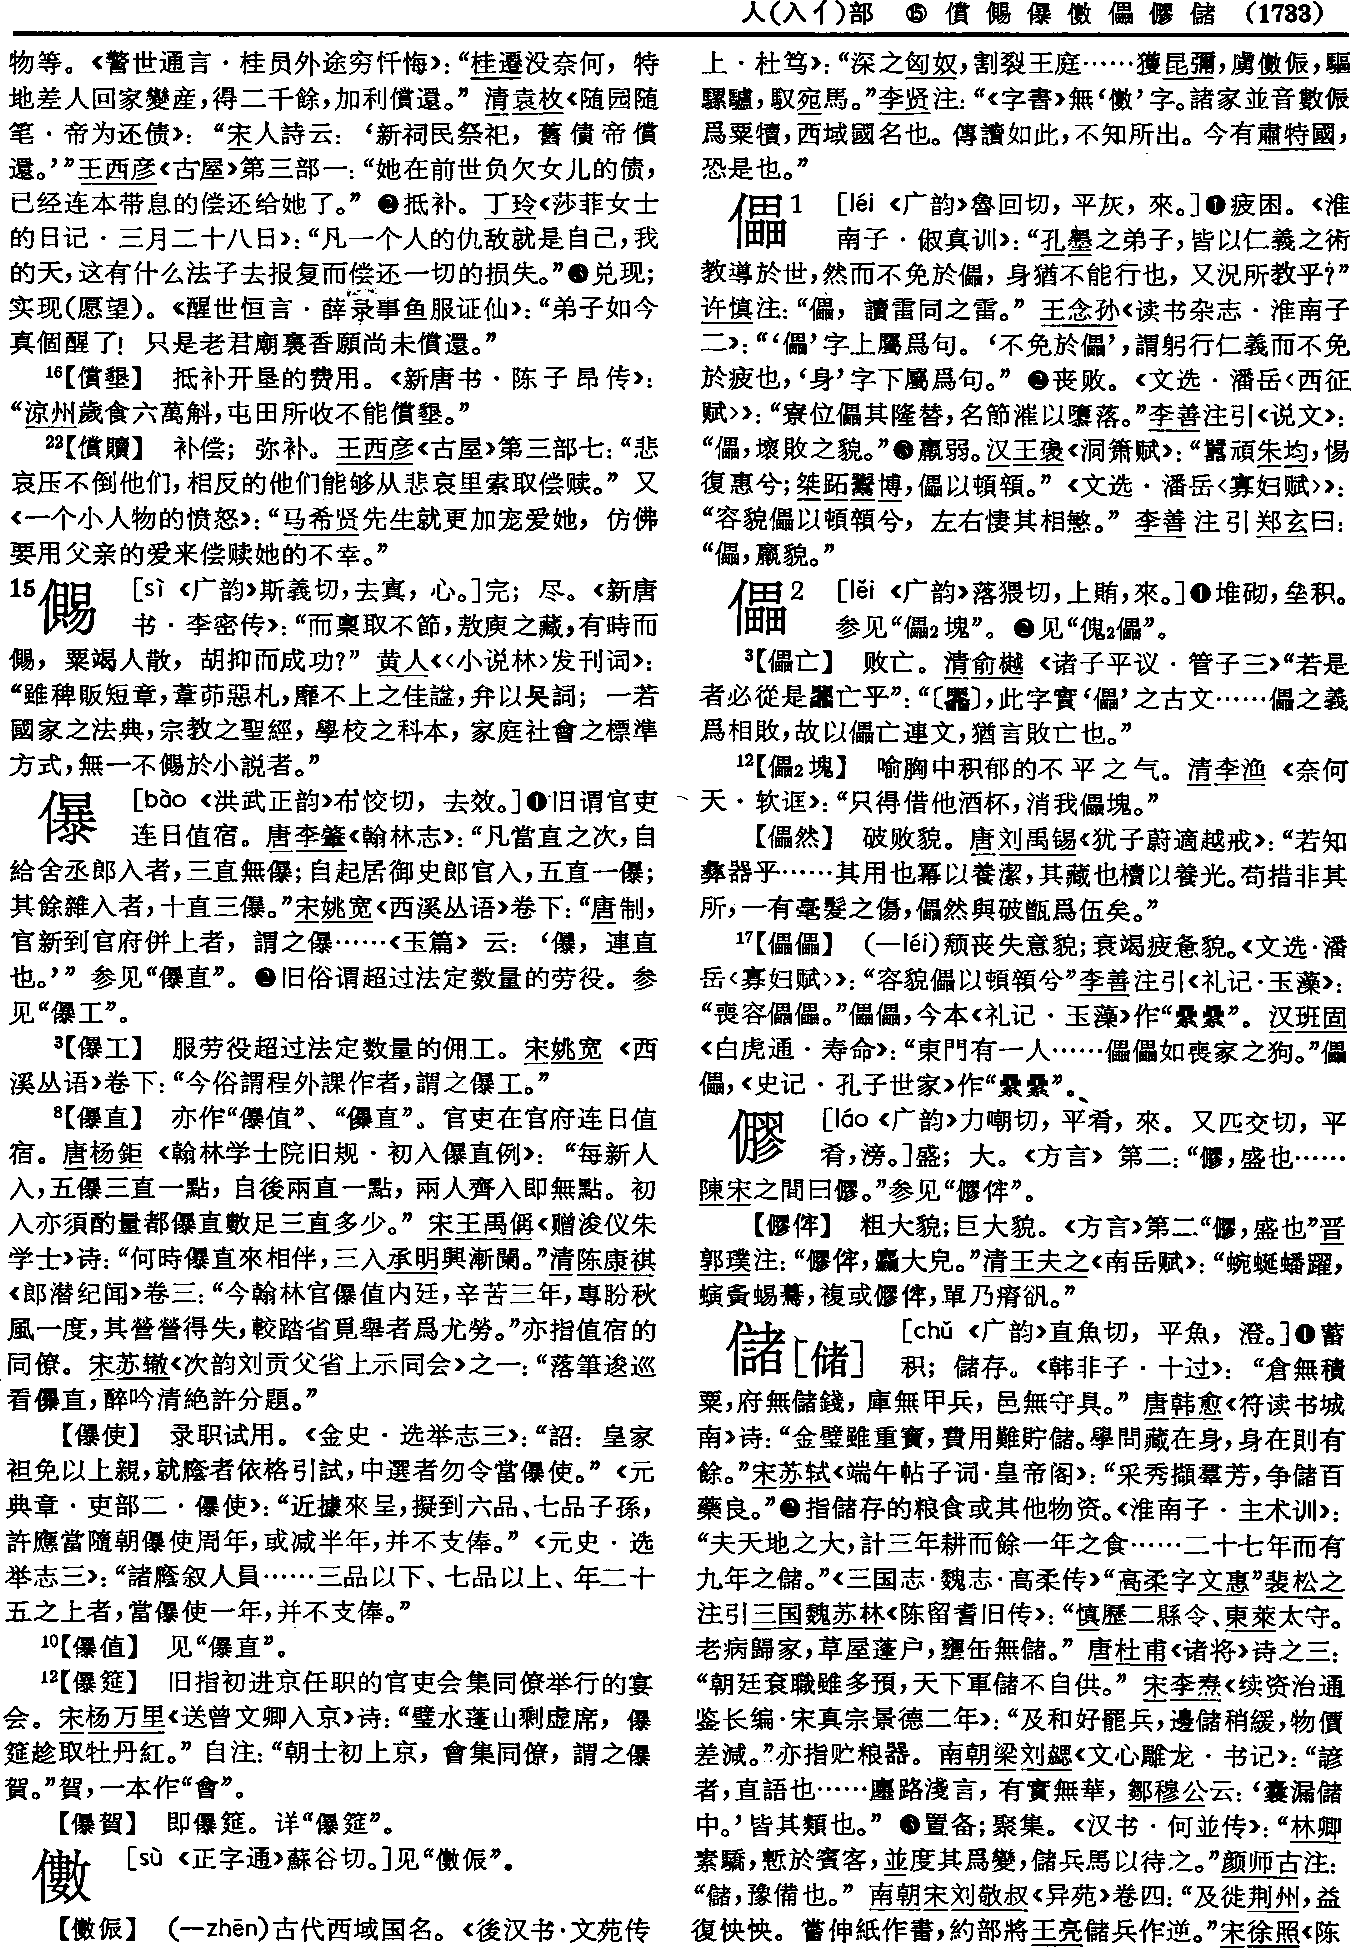 人(入亻)部 ⑮ 償 儩 儤 儌 儡 僇 儲 (1733)
物等。《警世通言·桂员外途穷忏悔》：“桂遷没奈何，特
地差人回家變産，得二千餘，加利償還。”清袁枚《随园随
笔·帝为还债》：“宋人詩云：‘新祠民祭祀，舊債帝償
還。’”王西彦《古屋》第三部一：“她在前世负欠女儿的债，
已经连本带息的偿还给她了。”❷抵补。丁玲《莎菲女士
的日记·三月二十八日》：“凡一个人的仇敌就是自己，我
的天，这有什么法子去报复而偿还一切的损失。”❸兑现；
实现(愿望)。《醒世恒言·薛录事鱼服证仙》：“弟子如今
真個醒了！只是老君廟裏香願尚未償還。”
16【償墾】 抵补开垦的费用。《新唐书·陈子昂传》：
“涼州歲食六萬斛，屯田所收不能償墾。”
22【償贖】 补偿；弥补。王西彦《古屋》第三部七：“悲
哀压不倒他们，相反的他们能够从悲哀里索取偿赎。”又
《一个小人物的愤怒》：“马希贤先生就更加宠爱她，仿佛
要用父亲的爱来偿赎她的不幸。”
15 儩 [sì《广韵》斯義切，去寘，心。]完；尽。《新唐
书·李密传》：“而稟取不節，敖庾之藏，有時而
儩，粟竭人散，胡抑而成功？”黄人《〈小说林〉发刊词》：
“雖稗販短章，葦茆惡札，靡不上之佳諡，弁以吳詞；一若
國家之法典，宗教之聖經，學校之科本，家庭社會之標準
方式，無一不儩於小説者。”
儤 [bào《洪武正韵》布恔切，去效。]❶旧谓官吏
连日值宿。唐李肇《翰林志》：“凡當直之次，自
給舍丞郎入者，三直無儤；自起居御史郎官入，五直一儤；
其餘雜入者，十直三儤。”宋姚宽《西溪丛语》卷下：“唐制，
官新到官府併上者，謂之儤……《玉篇》云：‘儤，連直
也。’”参见“儤直”。❷旧俗谓超过法定数量的劳役。参
见“儤工”。
3【儤工】 服劳役超过法定数量的佣工。宋姚宽《西
溪丛语》卷下：“今俗謂程外課作者，謂之儤工。”
8【儤直】 亦作“儤值”、“儤直”。官吏在官府连日值
宿。唐杨鉅《翰林学士院旧规·初入儤直例》：“每新人
入，五儤三直一點，自後兩直一點，兩人齊入即無點。初
入亦須酌量都儤直數足三直多少。”宋王禹偁《赠浚仪朱
学士》诗：“何時儤直來相伴，三入承明興漸闌。”清陈康祺
《郎潜纪闻》卷三：“今翰林官儤值内廷，辛苦三年，專盼秋
風一度，其營營得失，較踏省覓舉者爲尤勞。”亦指值宿的
同僚。宋苏辙《次韵刘贡父省上示同会》之一：“落筆逡巡
看儤直，醉吟清絶許分題。”
【儤使】 录职试用。《金史·选举志三》：“詔：皇家
袒免以上親，就廕者依格引試，中選者勿令當儤使。”《元
典章·吏部二·儤使》：“近據來呈，擬到六品、七品子孫，
許應當隨朝儤使周年，或减半年，并不支俸。”《元史·选
举志三》：“諸廕叙人員……三品以下、七品以上、年二十
五之上者，當儤使一年，并不支俸。”
10【儤值】 见“儤直”。
12【儤筵】 旧指初进京任职的官吏会集同僚举行的宴
会。宋杨万里《送曾文卿入京》诗：“璧水蓬山剩虚席，儤
筵趁取牡丹紅。”自注：“朝士初上京，會集同僚，謂之儤
賀。”賀，一本作“會”。
【儤賀】 即儤筵。详“儤筵”。
[sù《正字通》蘇谷切。]见“
(—zhēn)古代西域国名。《後汉书·文苑传
上·杜笃》：“深之匈奴，割裂王庭……獲昆彌，虜
騾驢，馭宛馬。”李贤注：“《字書》無‘’字。諸家並音數倀
爲粟犢，西域國名也。傳讀如此，不知所出。今有肅特國，
恐是也。”
儡1 [léi《广韵》魯回切，平灰，來。]❶疲困。《淮
南子·俶真训》：“孔墨之弟子，皆以仁義之術
教導於世，然而不免於儡，身猶不能行也，又況所教乎？”
许慎注：“儡，讀雷同之雷。”王念孙《读书杂志·淮南子
二》：“‘儡’字上屬爲句。‘不免於儡’，謂躬行仁義而不免
於疲也，‘身’字下屬爲句。”❷丧败。《文选·潘岳〈西征
赋〉》：“寮位儡其隆替，名節漼以隳落。”李善注引《说文》：
“儡，壞敗之貌。”❸羸弱。汉王褒《洞箫赋》：“嚚頑朱均，惕
復惠兮；桀跖鬻博，儡以頓顇。”《文选·潘岳〈寡妇赋〉》：
“容貌儡以頓顇兮，左右悽其相慜。”李善注引郑玄曰：
“儡，羸貌。”
儡2 [lěi《广韵》落猥切，上賄，來。]❶堆砌，垒积。
参见“儡2塊”。❷见“傀2儡”。
3【儡亡】 败亡。清俞樾《诸子平议·管子三》“若是
者必從是亡乎”：“〔〕，此字實‘儡’之古文……儡之義
爲相敗，故以儡亡連文，猶言敗亡也。”
12【儡2塊】 喻胸中积郁的不平之气。清李渔《奈何
天·软诓》：“只得借他酒杯，消我儡塊。”
【儡然】 破败貌。唐刘禹锡《犹子蔚適越戒》：“若知
彝器乎……其用也冪以養潔，其藏也櫝以養光。苟措非其
所，一有毫髮之傷，儡然與破甑爲伍矣。”
17【儡儡】 (—léi)颓丧失意貌；衰竭疲惫貌。《文选·潘
岳〈寡妇赋〉》：“容貌儡以頓顇兮”李善注引《礼记·玉藻》：
“喪容儡儡。”儡儡，今本《礼记·玉藻》作“纍纍”。汉班固
《白虎通·寿命》：“東門有一人……儡儡如喪家之狗。”儡
儡，《史记·孔子世家》作“纍纍”。
[láo《广韵》力嘲切，平肴，來。又匹交切，平
肴，滂。]盛；大。《方言》第二：“，盛也……
陳宋之間曰。”参见“
粗大貌；巨大貌。《方言》第二“，盛也”晋
郭璞注：“，麤大皃。”清王夫之《南岳赋》：“蜿蜒蟠躍，
蠙蛖蜴騫，複或，單乃瘠釟。”
儲[储] [chǔ《广韵》直魚切，平魚，澄。]❶蓄
积；储存。《韩非子·十过》：“倉無積
粟，府無儲錢，庫無甲兵，邑無守具。”唐韩愈《符读书城
南》诗：“金璧雖重寶，費用難貯儲。學問藏在身，身在則有
餘。”宋苏轼《端午帖子词·皇帝阁》：“采秀擷羣芳，争儲百
藥良。”❷指储存的粮食或其他物资。《淮南子·主术训》：
“夫天地之大，計三年耕而餘一年之食……二十七年而有
九年之儲。”《三国志·魏志·高柔传》“高柔字文惠”裴松之
注引三国魏苏林《陈留耆旧传》：“慎歷二縣令、東萊太守。
老病歸家，草屋蓬户，甕缶無儲。”唐杜甫《诸将》诗之三：
“朝廷衮職雖多預，天下軍儲不自供。”宋李焘《续资治通
鉴长编·宋真宗景德二年》：“及和好罷兵，邊儲稍緩，物價
差減。”亦指贮粮器。南朝梁刘勰《文心雕龙·书记》：“諺
者，直語也……廛路淺言，有實無華，鄒穆公云：‘囊漏儲
中。’皆其類也。”❸置备；聚集。《汉书·何並传》：“林卿
素驕，慙於賓客，並度其爲變，儲兵馬以待之。”颜师古注：
“儲，豫備也。”南朝宋刘敬叔《异苑》卷四：“及徙荆州，益
復怏怏。嘗伸紙作書，約部將王亮儲兵作逆。”宋徐照《陈